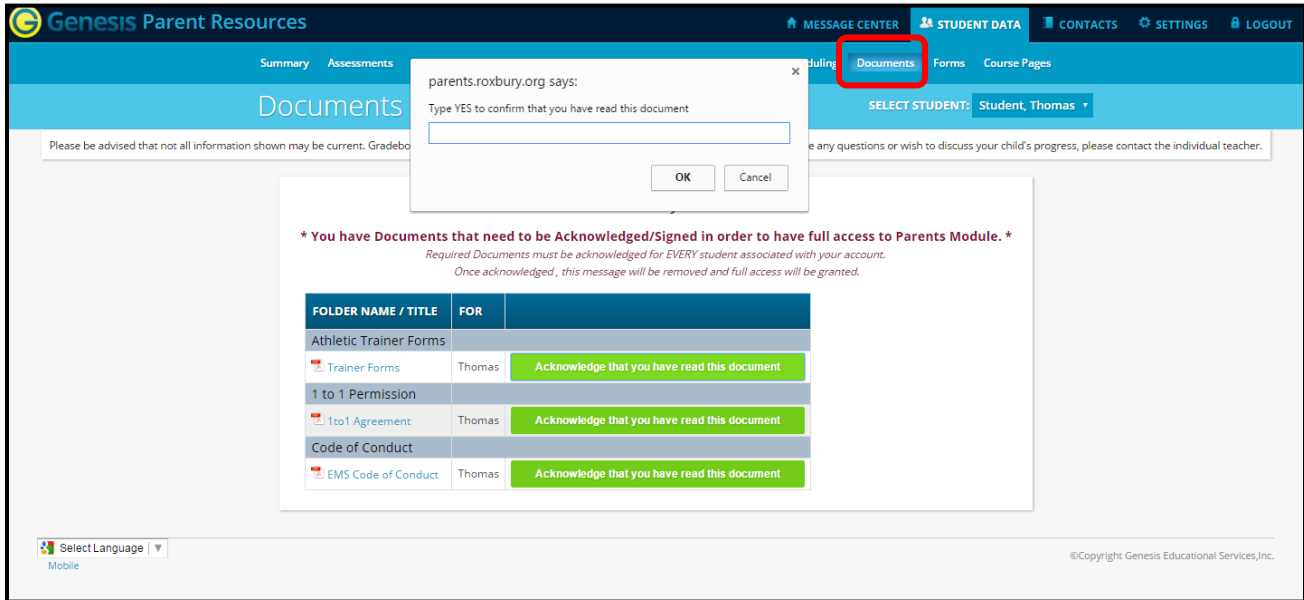 Genesis Parent Resources
MESSAGE CENTER STUDENT DATA CONTACTS SETTINGS LOGOUT
Summary Assessments Documents Forms Course Pages
parents.roxbury.org says: ×
Type YES to confirm that you have read this document
OK Cancel
Documents SELECT STUDENT: Student, Thomas
Please be advised that not all information shown may be current. any questions or wish to discuss your child's progress, please contact the individual teacher.
* You have Documents that need to be Acknowledged/Signed in order to have full access to Parents Module. *
Required Documents must be acknowledged for EVERY student associated with your account.
Once acknowledged , this message will be removed and full access will be granted.
FOLDER NAME / TITLE FOR
Athletic Trainer Forms
Trainer Forms Thomas Acknowledge that you have read this document
1 to 1 Permission
1to1 Agreement Thomas Acknowledge that you have read this document
Code of Conduct
EMS Code of Conduct Thomas Acknowledge that you have read this document
Select Language
Mobile
©Copyright Genesis Educational Services,Inc.